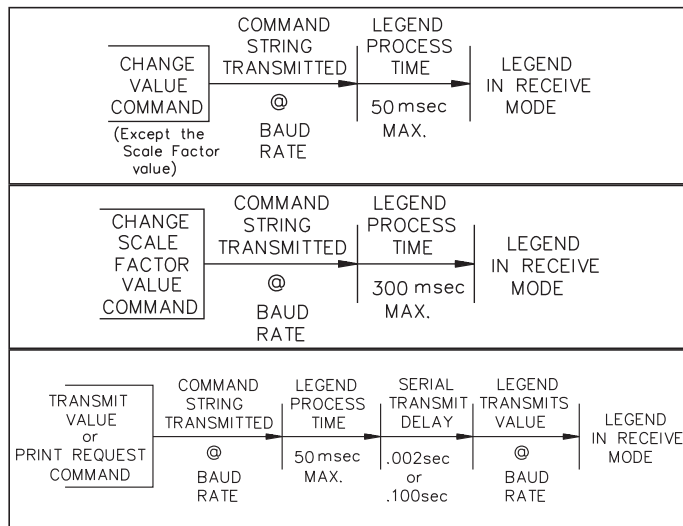 CHANGE
VALUE
COMMAND
(Except the
Scale Factor
value)
COMMAND
STRING
TRANSMITTED
@
BAUD
RATE
LEGEND
PROCESS
TIME
50 msec
MAX.
LEGEND
IN RECEIVE
MODE
CHANGE
SCALE
FACTOR
VALUE
COMMAND
COMMAND
STRING
TRANSMITTED
@
BAUD
RATE
LEGEND
PROCESS
TIME
300 msec
MAX.
LEGEND
IN RECEIVE
MODE
TRANSMIT
VALUE
or
PRINT REQUEST
COMMAND
COMMAND
STRING
TRANSMITTED
@
BAUD
RATE
LEGEND
PROCESS
TIME
50 msec
MAX.
SERIAL
TRANSMIT
DELAY
.002sec
or
.100sec
LEGEND
TRANSMITS
VALUE
@
BAUD
RATE
LEGEND
IN RECEIVE
MODE